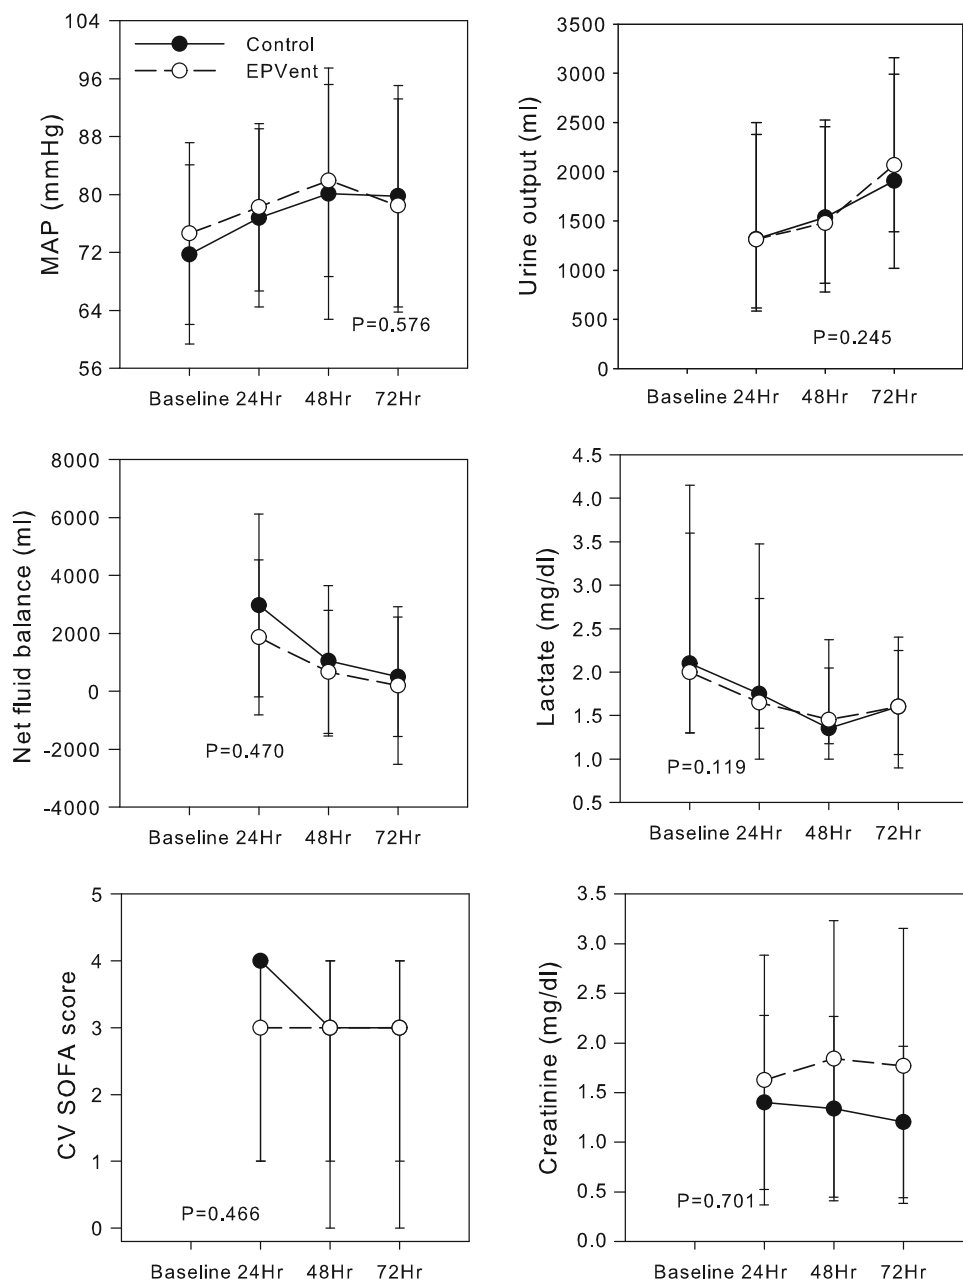 104
96
88
80
72
64
56
MAP (mmHg)
Control
EPVent
P=0.576
Baseline 24Hr 48Hr 72Hr
3500
3000
2500
2000
1500
1000
500
0
Urine output (ml)
P=0.245
Baseline 24Hr 48Hr 72Hr
8000
6000
4000
2000
0
-2000
-4000
Net fluid balance (ml)
P=0.470
Baseline 24Hr 48Hr 72Hr
4.5
4.0
3.5
3.0
2.5
2.0
1.5
1.0
0.5
Lactate (mg/dl)
P=0.119
Baseline 24Hr 48Hr 72Hr
5
4
3
2
1
0
CV SOFA score
P=0.466
Baseline 24Hr 48Hr 72Hr
3.5
3.0
2.5
2.0
1.5
1.0
0.5
0.0
Creatinine (mg/dl)
P=0.701
Baseline 24Hr 48Hr 72Hr